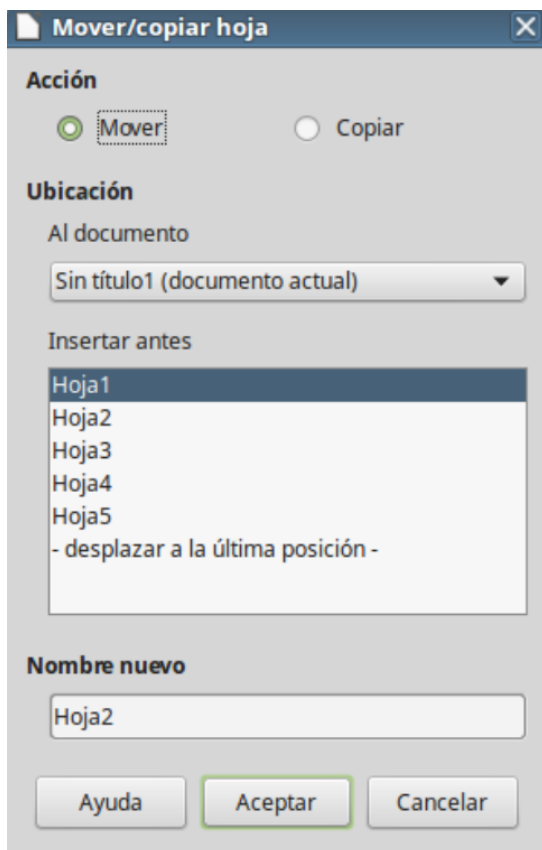 Mover/copiar hoja
Acción
Mover Copiar
Ubicación
Al documento
Sin título1 (documento actual)
Insertar antes
Hoja1
Hoja2
Hoja3
Hoja4
Hoja5
- desplazar a la última posición -
Nombre nuevo
Hoja2
Ayuda Aceptar Cancelar